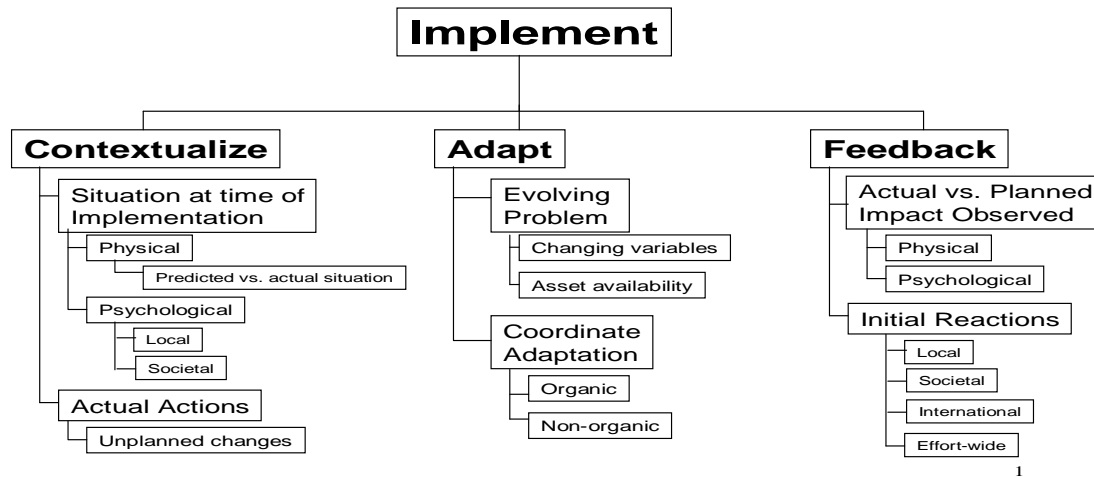 Implement
Contextualize
Situation at time of
Implementation
Physical
Predicted vs. actual situation
Psychological
Local
Societal
Actual Actions
Unplanned changes
Adapt
Evolving
Problem
Changing variables
Asset availability
Coordinate
Adaptation
Organic
Non-organic
Feedback
Actual vs. Planned
Impact Observed
Physical
Psychological
Initial Reactions
Local
Societal
International
Effort-wide
1